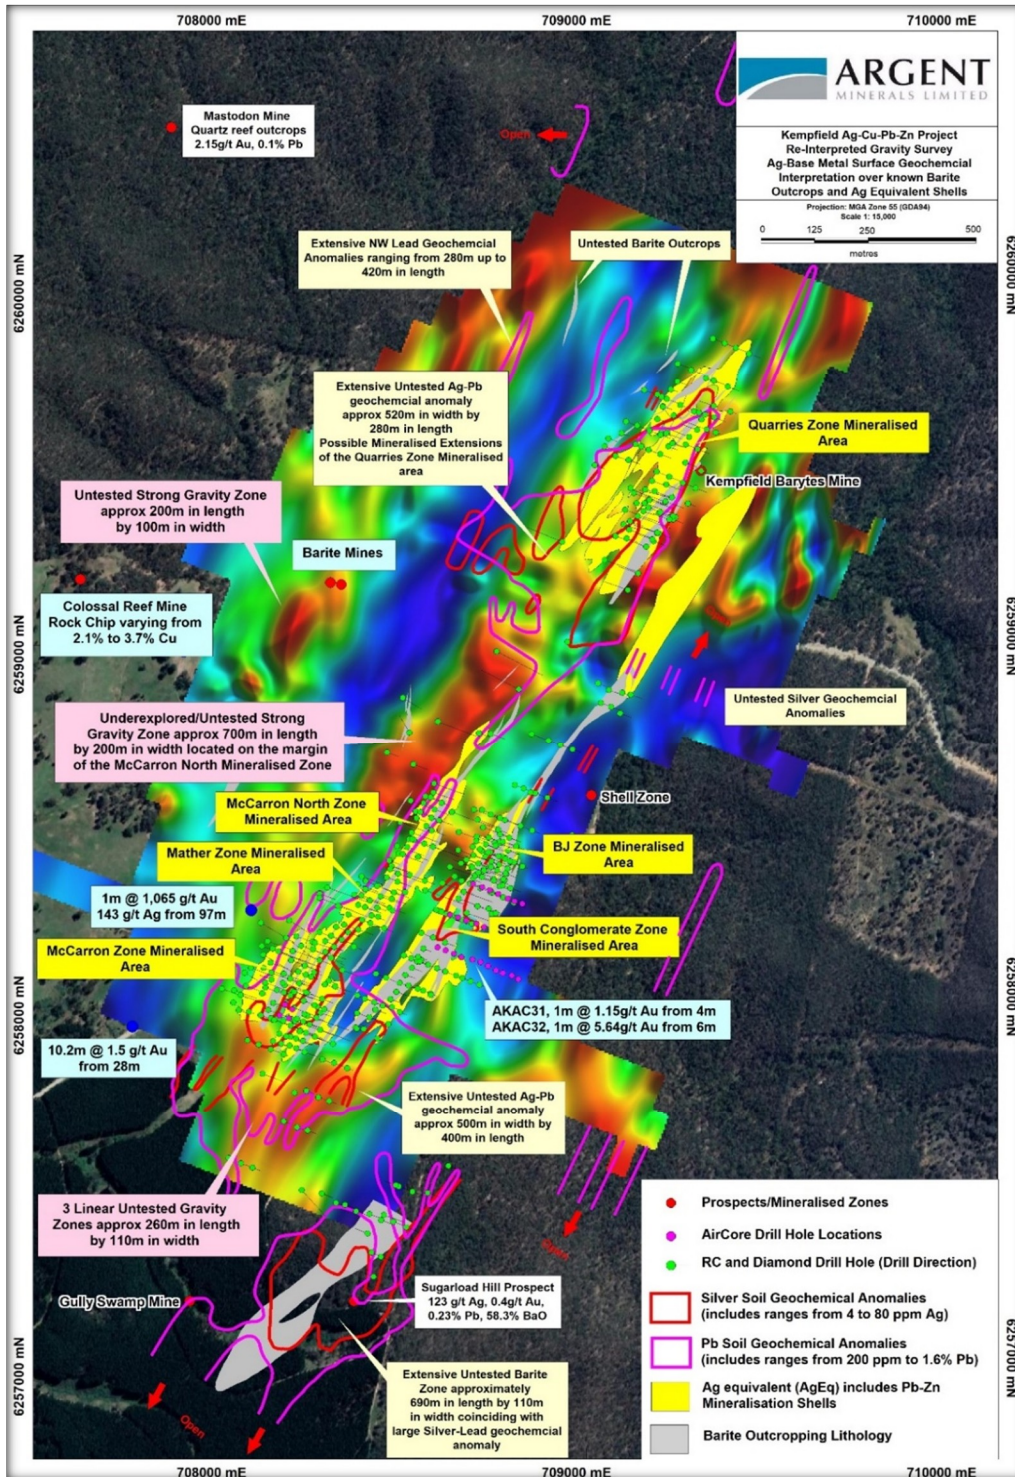 708000 mE
709000 mE
710000 mE
ARGENT
MINERALS LIMITED
Kempfield Ag-Cu-Pb-Zn Project
Re-Interpreted Gravity Survey
Ag-Base Metal Surface Geochemcial
Interpretation over known Barite
Outcrops and Ag Equivalent Shells
Projection: MGA Zone 55 (GDA94)
Scale 1: 15,000
0 125 250 500
metres
Mastodon Mine
Quartz reef outcrops
2.15g/t Au, 0.1% Pb
Open
Extensive NW Lead Geochemcial
Anomalies ranging from 280m up to
420m in length
Untested Barite Outcrops
6260000 mN
6260000 mN
Extensive Untested Ag-Pb
geochemcial anomaly
approx 520m in width by
280m in length
Possible Mineralised Extensions
of the Quarries Zone Mineralised
area
Quarries Zone Mineralised
Area
Kempfield Barytes Mine
Untested Strong Gravity Zone
approx 200m in length
by 100m in width
Barite Mines
Colossal Reef Mine
Rock Chip varying from
2.1% to 3.7% Cu
6259000 mN
6259000 mN
Open
Untested Silver Geochemcial
Anomalies
Underexplored/Untested Strong
Gravity Zone approx 700m in length
by 200m in width located on the margin
of the McCarron North Mineralised Zone
Shell Zone
McCarron North Zone
Mineralised Area
Mather Zone Mineralised
Area
BJ Zone Mineralised
Area
1m @ 1,065 g/t Au
143 g/t Ag from 97m
South Conglomerate Zone
Mineralised Area
McCarron Zone Mineralised
Area
6258000 mN
6258000 mN
AKAC31, 1m @ 1.15g/t Au from 4m
AKAC32, 1m @ 5.64g/t Au from 6m
10.2m @ 1.5 g/t Au
from 28m
Extensive Untested Ag-Pb
geochemcial anomaly
approx 500m in width by
400m in length
3 Linear Untested Gravity
Zones approx 260m in length
by 110m in width
Open
Gully Swamp Mine
Sugarload Hill Prospect
123 g/t Ag, 0.4g/t Au,
0.23% Pb, 58.3% BaO
6257000 mN
6257000 mN
Extensive Untested Barite
Zone approximately
690m in length by 110m
in width coinciding with
large Silver-Lead geochemcial
anomaly
Open
Prospects/Mineralised Zones
AirCore Drill Hole Locations
RC and Diamond Drill Hole (Drill Direction)
Silver Soil Geochemcial Anomalies
(includes ranges from 4 to 80 ppm Ag)
Pb Soil Geochemical Anomalies
(includes ranges from 200 ppm to 1.6% Pb)
Ag equivalent (AgEq) includes Pb-Zn
Mineralisation Shells
Barite Outcropping Lithology
708000 mE
709000 mE
710000 mE